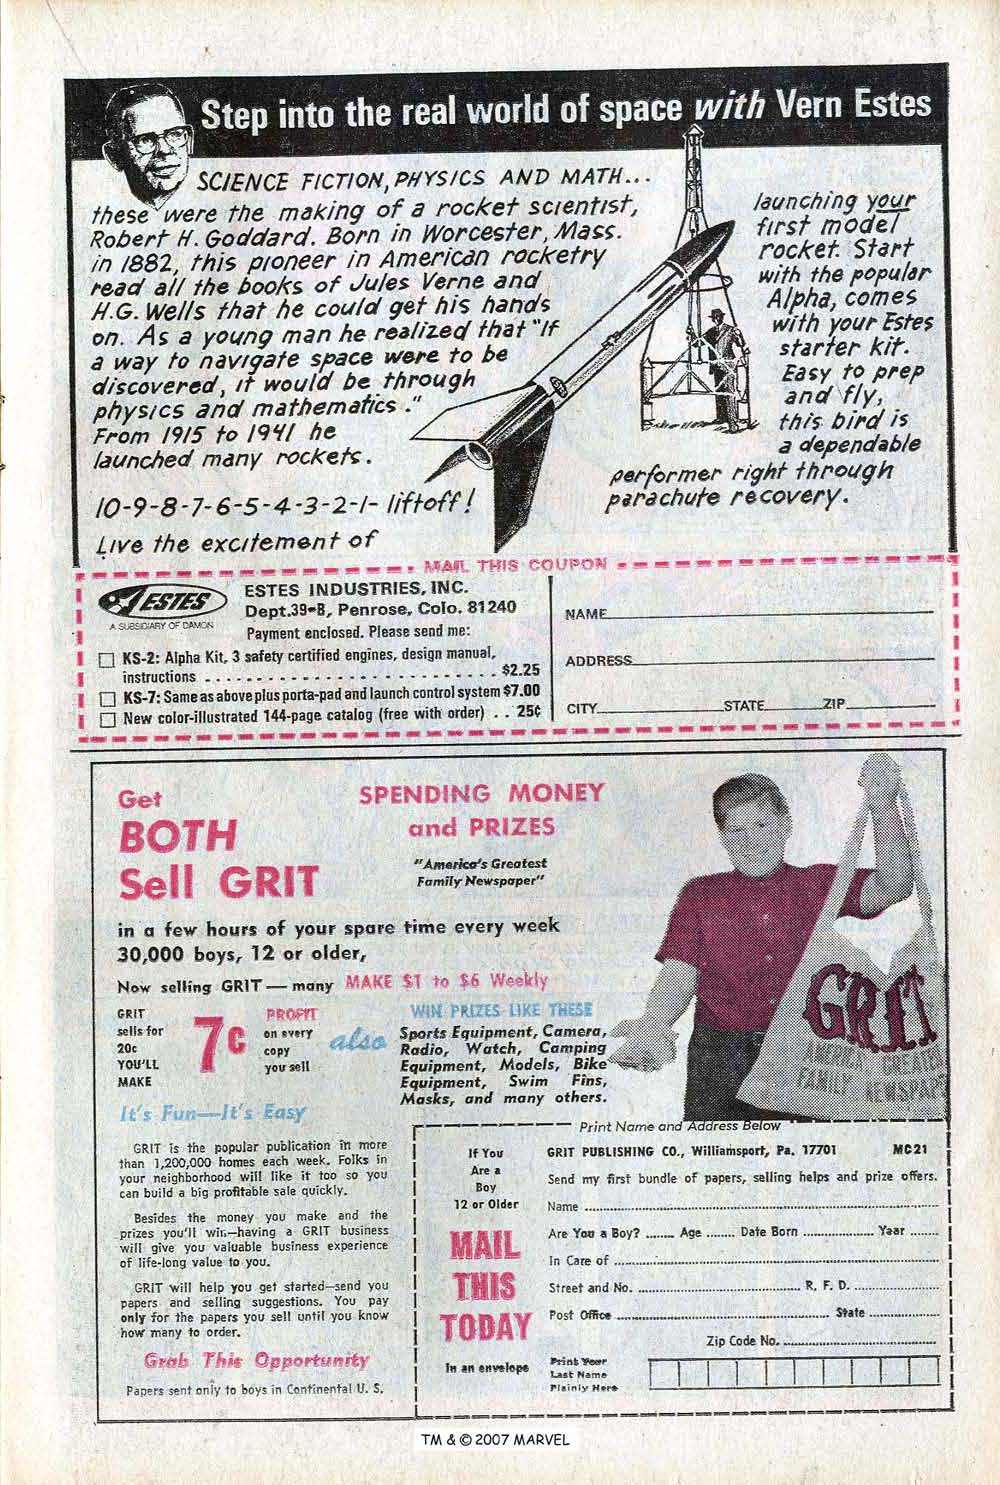 Step into the real world of space with Vern Estes
SCIENCE FICTION, PHYSICS AND MATH...
these were the making of a rocket scientist,
Robert H. Goddard. Born in Worcester, Mass.
in 1882, this pioneer in American rocketry
read all the books of Jules Verne and
H.G. Wells that he could get his hands
on. As a young man he realized that "If
a way to navigate space were to be
discovered, it would be through
physics and mathematics."
From 1915 to 1941 he
launched many rockets.
10-9-8-7-6-5-4-3-2-1- liftoff!
Live the excitement of
launching your
first model
rocket. Start
with the popular
Alpha, comes
with your Estes
starter kit.
Easy to prep
and fly,
this bird is
a dependable
performer right through
parachute recovery.
MAIL THIS COUPON
ESTES
A SUBSIDIARY OF DAMON
ESTES INDUSTRIES, INC.
Dept.39-B, Penrose, Colo. 81240
Payment enclosed. Please send me:
KS-2: Alpha Kit, 3 safety certified engines, design manual,
instructions . . . . . . . . . . . . . . . . . . . . . . . . . . $2.25
KS-7: Same as above plus porta-pad and launch control system $7.00
New color-illustrated 144-page catalog (free with order) . . 25¢
NAME
ADDRESS
CITY STATE ZIP
Get
BOTH
Sell GRIT
SPENDING MONEY
and PRIZES
"America's Greatest
Family Newspaper"
in a few hours of your spare time every week
30,000 boys, 12 or older,
Now selling GRIT — many MAKE $1 to $6 Weekly
GRIT
sells for
20c
YOU'LL
MAKE
7c
PROFIT
on every
copy
you sell
also
WIN PRIZES LIKE THESE
Sports Equipment, Camera,
Radio, Watch, Camping
Equipment, Models, Bike
Equipment, Swim Fins,
Masks, and many others.
GRIT
FAMILY NEWSPAP
It's Fun—It's Easy
GRIT is the popular publication in more
than 1,200,000 homes each week. Folks in
your neighborhood will like it too so you
can build a big profitable sale quickly.
Besides the money you make and the
prizes you'll win—having a GRIT business
will give you valuable business experience
of life-long value to you.
GRIT will help you get started—send you
papers and selling suggestions. You pay
only for the papers you sell until you know
how many to order.
Grab This Opportunity
Papers sent only to boys in Continental U. S.
Print Name and Address Below
If You
Are a
Boy
12 or Older
MAIL
THIS
TODAY
In an envelope
GRIT PUBLISHING CO., Williamsport, Pa. 17701 MC21
Send my first bundle of papers, selling helps and prize offers.
Name
Are You a Boy? ........ Age ........ Date Born .................... Year .......
In Care of
Street and No. R. F. D.
Post Office State
Zip Code No.
Print Your
Last Name
Plainly Here
TM & © 2007 MARVEL